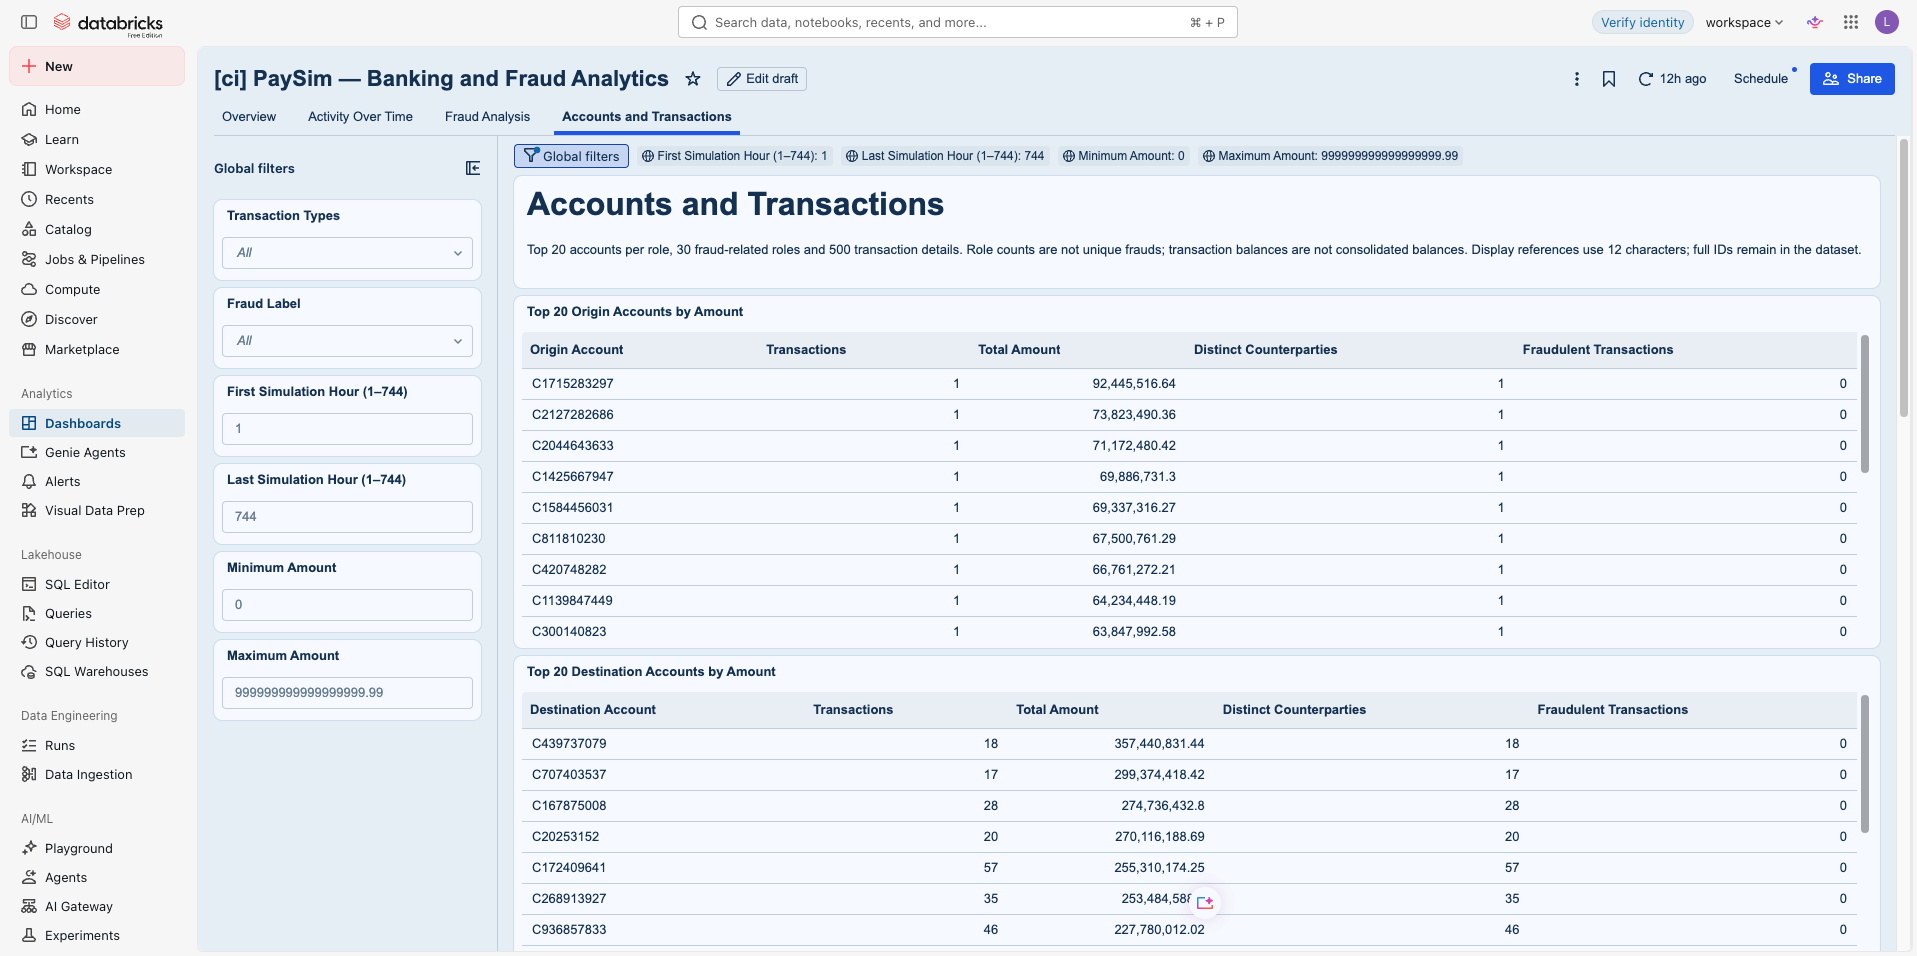 databricks
Free Edition
Search data, notebooks, recents, and more...
⌘ + P
Verify identity
workspace
L
New
Home
Learn
Workspace
Recents
Catalog
Jobs & Pipelines
Compute
Discover
Marketplace
Analytics
Dashboards
Genie Agents
Alerts
Visual Data Prep
Lakehouse
SQL Editor
Queries
Query History
SQL Warehouses
Data Engineering
Runs
Data Ingestion
AI/ML
Playground
Agents
AI Gateway
Experiments
[ci] PaySim — Banking and Fraud Analytics
Edit draft
12h ago
Schedule
Share
Overview
Activity Over Time
Fraud Analysis
Accounts and Transactions
Global filters
Transaction Types
All
Fraud Label
All
First Simulation Hour (1–744)
1
Last Simulation Hour (1–744)
744
Minimum Amount
0
Maximum Amount
999999999999999999.99
Global filters
First Simulation Hour (1–744): 1
Last Simulation Hour (1–744): 744
Minimum Amount: 0
Maximum Amount: 999999999999999999.99
Accounts and Transactions
Top 20 accounts per role, 30 fraud-related roles and 500 transaction details. Role counts are not unique frauds; transaction balances are not consolidated balances. Display references use 12 characters; full IDs remain in the dataset.
Top 20 Origin Accounts by Amount
Origin Account Transactions Total Amount Distinct Counterparties Fraudulent Transactions
C1715283297 1 92,445,516.64 1 0
C2127282686 1 73,823,490.36 1 0
C2044643633 1 71,172,480.42 1 0
C1425667947 1 69,886,731.3 1 0
C1584456031 1 69,337,316.27 1 0
C811810230 1 67,500,761.29 1 0
C420748282 1 66,761,272.21 1 0
C1139847449 1 64,234,448.19 1 0
C300140823 1 63,847,992.58 1 0
Top 20 Destination Accounts by Amount
Destination Account Transactions Total Amount Distinct Counterparties Fraudulent Transactions
C439737079 18 357,440,831.44 18 0
C707403537 17 299,374,418.42 17 0
C167875008 28 274,736,432.8 28 0
C20253152 20 270,116,188.69 20 0
C172409641 57 255,310,174.25 57 0
C268913927 35 35 0
C936857833 46 227,780,012.02 46 0